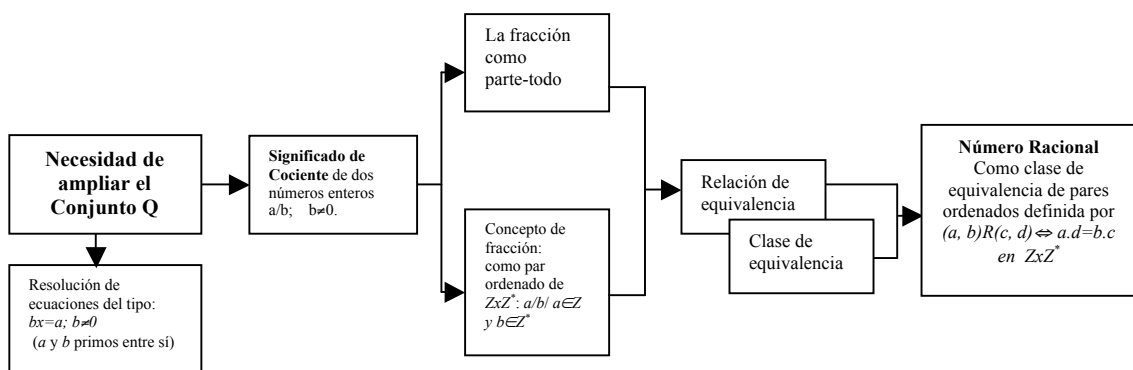 La fracción
como
parte-todo
Necesidad de
ampliar el
Conjunto Q
Significado de
Cociente de dos
números enteros
a/b; b≠0.
Resolución de
ecuaciones del tipo:
bx=a; b≠0
(a y b primos entre sí)
Concepto de
fracción:
como par
ordenado de
ZxZ*: a/b/ a∈Z
y b∈Z*
Relación de
equivalencia
Clase de
equivalencia
Número Racional
Como clase de
equivalencia de pares
ordenados definida por
(a, b)R(c, d)⇔ a.d=b.c
en ZxZ*